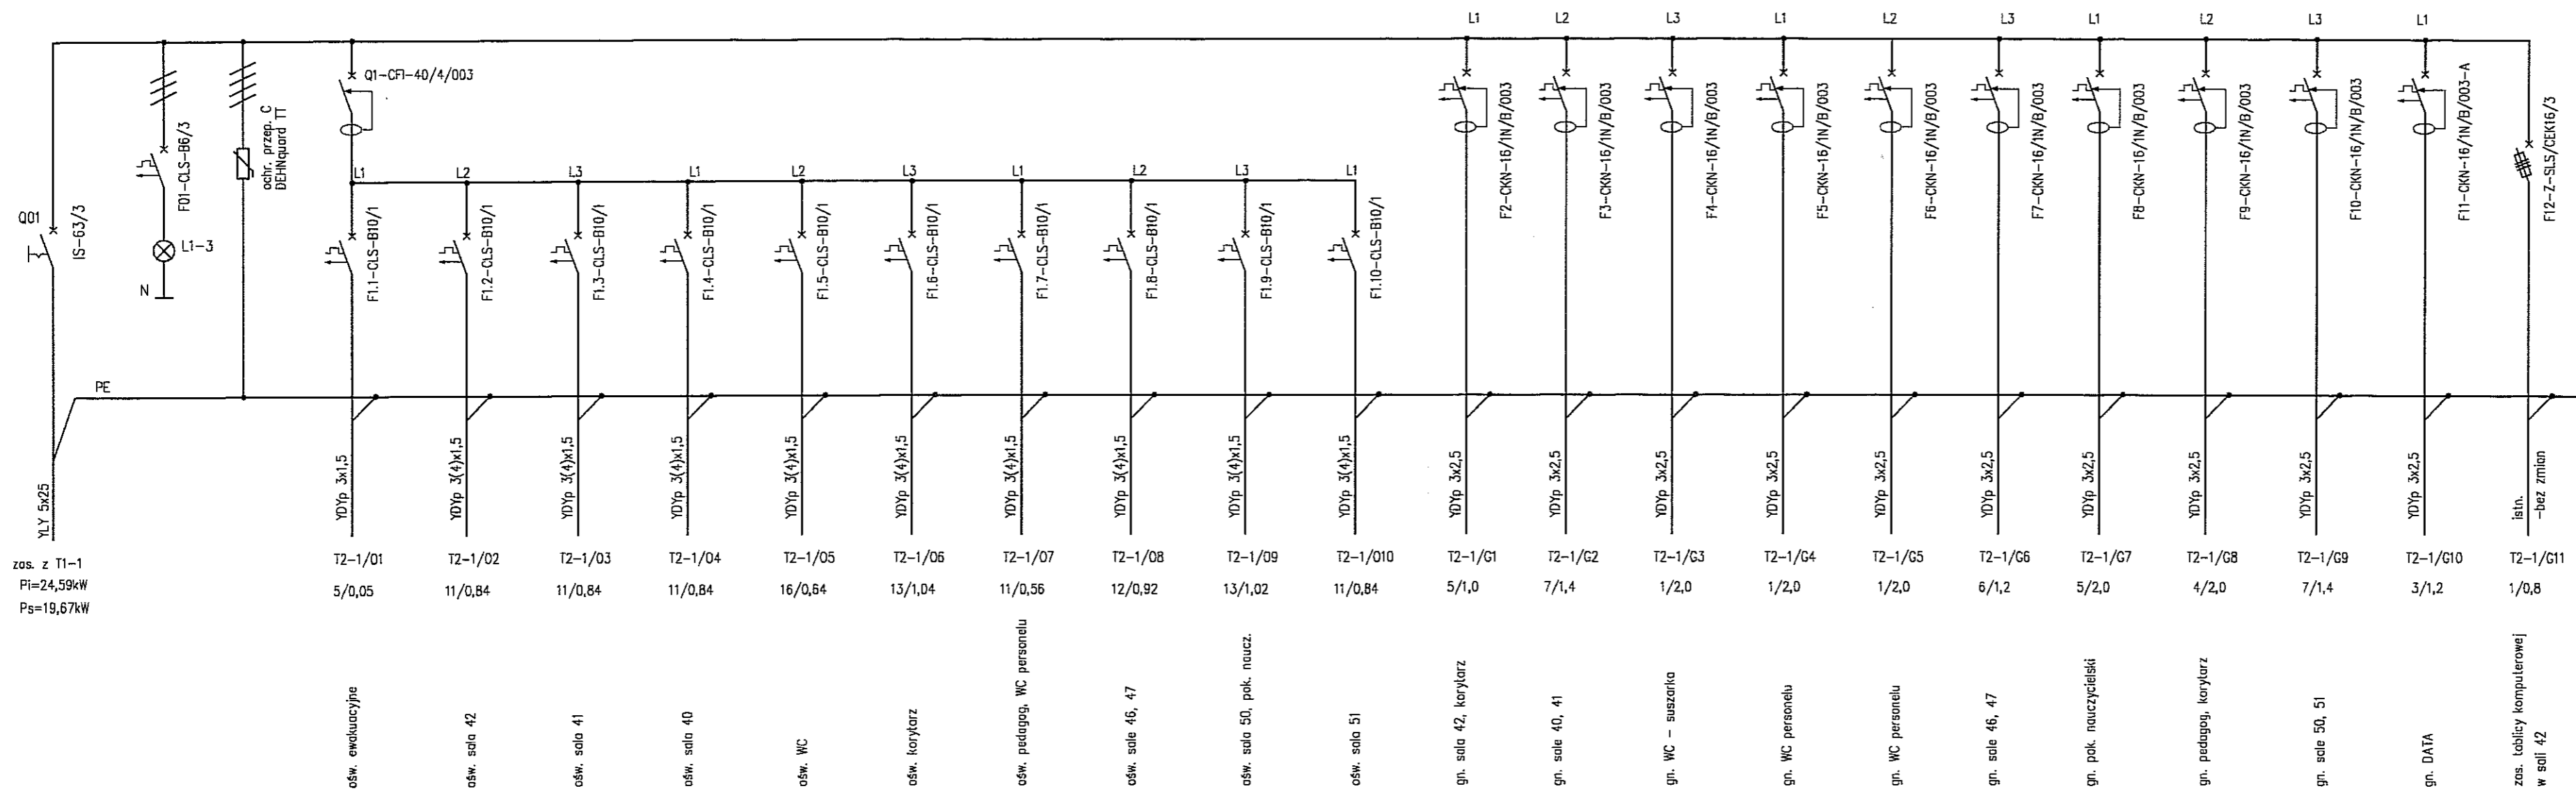 L1
L2
L3
L1
L2
L3
L1
L2
L3
L1
Q1-CFI-40/4/003
Q01
IS-63/3
F01-CLS-B6/3
L1-3
N
ochr. przep. C
DEHNquard TT
L1
L2
L3
L1
L2
L3
L1
L2
L3
L1
F1.1-CLS-B10/1
F1.2-CLS-B10/1
F1.3-CLS-B10/1
F1.4-CLS-B10/1
F1.5-CLS-B10/1
F1.6-CLS-B10/1
F1.7-CLS-B10/1
F1.8-CLS-B10/1
F1.9-CLS-B10/1
F1.10-CLS-B10/1
F2-CKN-16/1N/B/003
F3-CKN-16/1N/B/003
F4-CKN-16/1N/B/003
F5-CKN-16/1N/B/003
F6-CKN-16/1N/B/003
F7-CKN-16/1N/B/003
F8-CKN-16/1N/B/003
F9-CKN-16/1N/B/003
F10-CKN-16/1N/B/003
F11-CKN-16/1N/B/003-A
F12-Z-SLS/CEK16/3
PE
YLY 5x25
YDYp 3x1,5
YDYp 3(4)x1,5
YDYp 3(4)x1,5
YDYp 3(4)x1,5
YDYp 3(4)x1,5
YDYp 3(4)x1,5
YDYp 3(4)x1,5
YDYp 3(4)x1,5
YDYp 3(4)x1,5
YDYp 3(4)x1,5
YDYp 3x2,5
YDYp 3x2,5
YDYp 3x2,5
YDYp 3x2,5
YDYp 3x2,5
YDYp 3x2,5
YDYp 3x2,5
YDYp 3x2,5
YDYp 3x2,5
YDYp 3x2,5
istn.
-bez zmian
zas. z T1-1
Pi=24,59kW
Ps=19,67kW
T2-1/01
T2-1/02
T2-1/03
T2-1/04
T2-1/05
T2-1/06
T2-1/07
T2-1/08
T2-1/09
T2-1/010
T2-1/G1
T2-1/G2
T2-1/G3
T2-1/G4
T2-1/G5
T2-1/G6
T2-1/G7
T2-1/G8
T2-1/G9
T2-1/G10
T2-1/G11
5/0,05
11/0,84
11/0,84
11/0,84
16/0,64
13/1,04
11/0,56
12/0,92
13/1,02
11/0,84
5/1,0
7/1,4
1/2,0
1/2,0
1/2,0
6/1,2
5/2,0
4/2,0
7/1,4
3/1,2
1/0,8
ośw. ewakuacyjne
ośw. sala 42
ośw. sala 41
ośw. sala 40
ośw. WC
ośw. korytarz
ośw. pedagog, WC personelu
ośw. sale 46, 47
ośw. sala 50, pok. naucz.
ośw. sala 51
gn. sala 42, korytarz
gn. sale 40, 41
gn. WC - suszarka
gn. WC personelu
gn. WC personelu
gn. sale 46, 47
gn. pok. nauczycielski
gn. pedagog, korytarz
gn. sale 50, 51
gn. DATA
zas. tablicy komputerowej
w sali 42